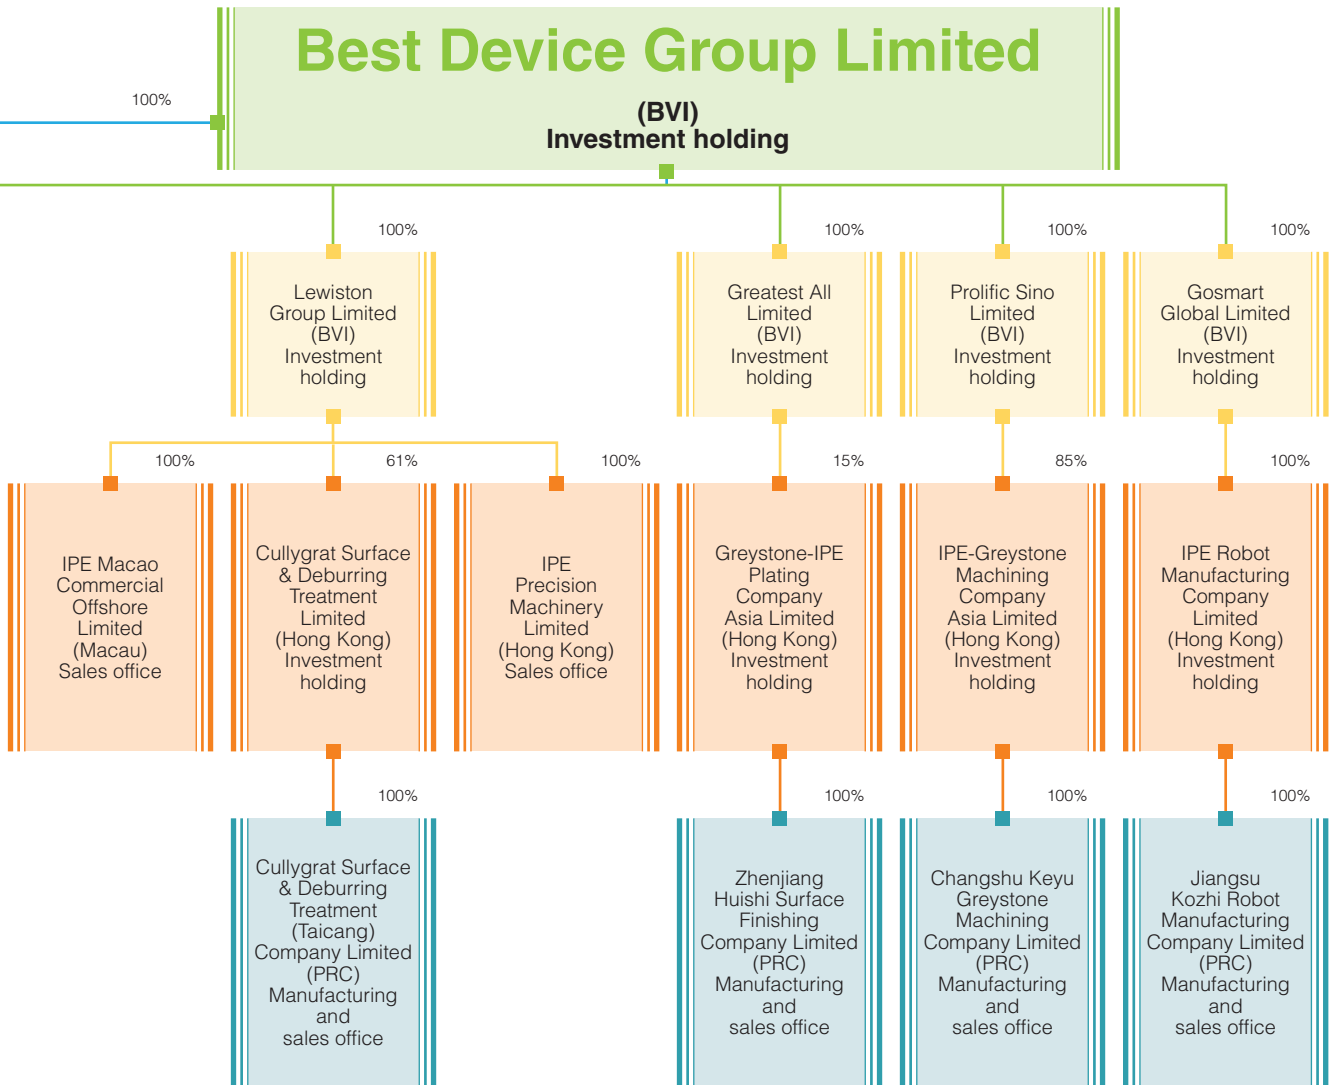 Best Device Group Limited
(BVI)
Investment holding
100%
100%
Lewiston
Group Limited
(BVI)
Investment
holding
100%
Greatest All
Limited
(BVI)
Investment
holding
100%
Prolific Sino
Limited
(BVI)
Investment
holding
100%
Gosmart
Global Limited
(BVI)
Investment
holding
100%
IPE Macao
Commercial
Offshore
Limited
(Macau)
Sales office
61%
Cullygrat Surface
& Deburring
Treatment
Limited
(Hong Kong)
Investment
holding
100%
IPE
Precision
Machinery
Limited
(Hong Kong)
Sales office
15%
Greystone-IPE
Plating
Company
Asia Limited
(Hong Kong)
Investment
holding
85%
IPE-Greystone
Machining
Company
Asia Limited
(Hong Kong)
Investment
holding
100%
IPE Robot
Manufacturing
Company
Limited
(Hong Kong)
Investment
holding
100%
Cullygrat Surface
& Deburring
Treatment
(Taicang)
Company Limited
(PRC)
Manufacturing
and
sales office
100%
Zhenjiang
Huishi Surface
Finishing
Company Limited
(PRC)
Manufacturing
and
sales office
100%
Changshu Keyu
Greystone
Machining
Company Limited
(PRC)
Manufacturing
and
sales office
100%
Jiangsu
Kozhi Robot
Manufacturing
Company Limited
(PRC)
Manufacturing
and
sales office